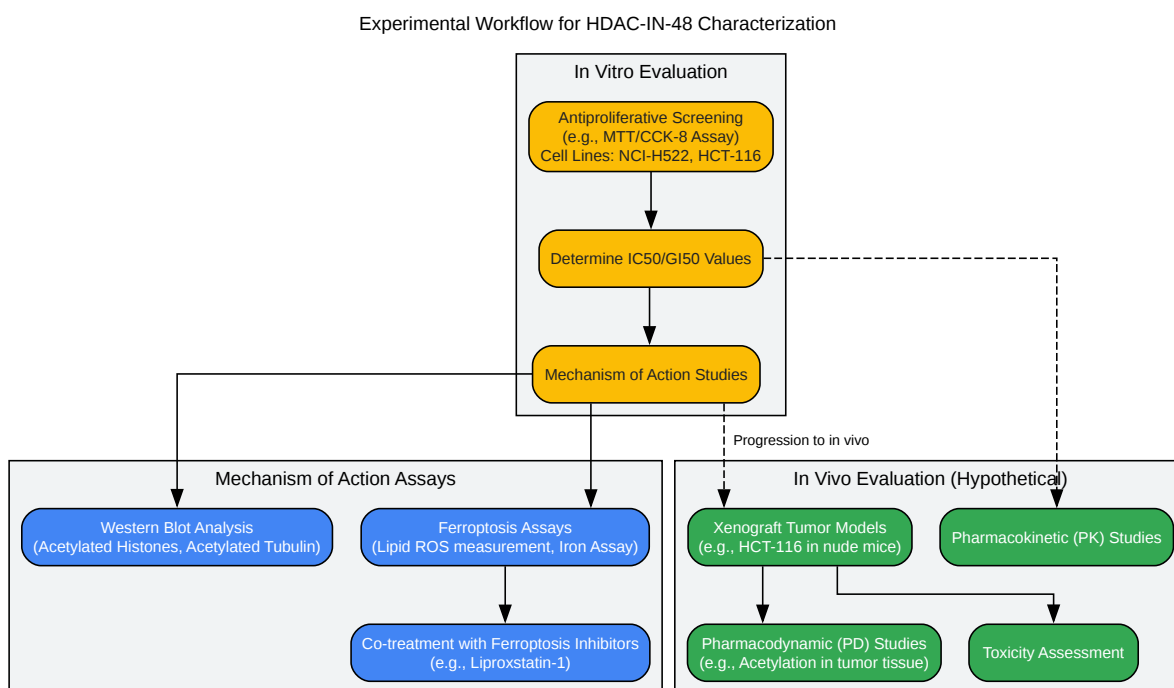 Experimental Workflow for HDAC-IN-48 Characterization
In Vitro Evaluation
Antiproliferative Screening
(e.g., MTT/CCK-8 Assay)
Cell Lines: NCI-H522, HCT-116
Determine IC50/GI50 Values
Mechanism of Action Studies
Progression to in vivo
Mechanism of Action Assays
Western Blot Analysis
(Acetylated Histones, Acetylated Tubulin)
Ferroptosis Assays
(Lipid ROS measurement, Iron Assay)
Co-treatment with Ferroptosis Inhibitors
(e.g., Liproxstatin-1)
In Vivo Evaluation (Hypothetical)
Xenograft Tumor Models
(e.g., HCT-116 in nude mice)
Pharmacokinetic (PK) Studies
Pharmacodynamic (PD) Studies
(e.g., Acetylation in tumor tissue)
Toxicity Assessment